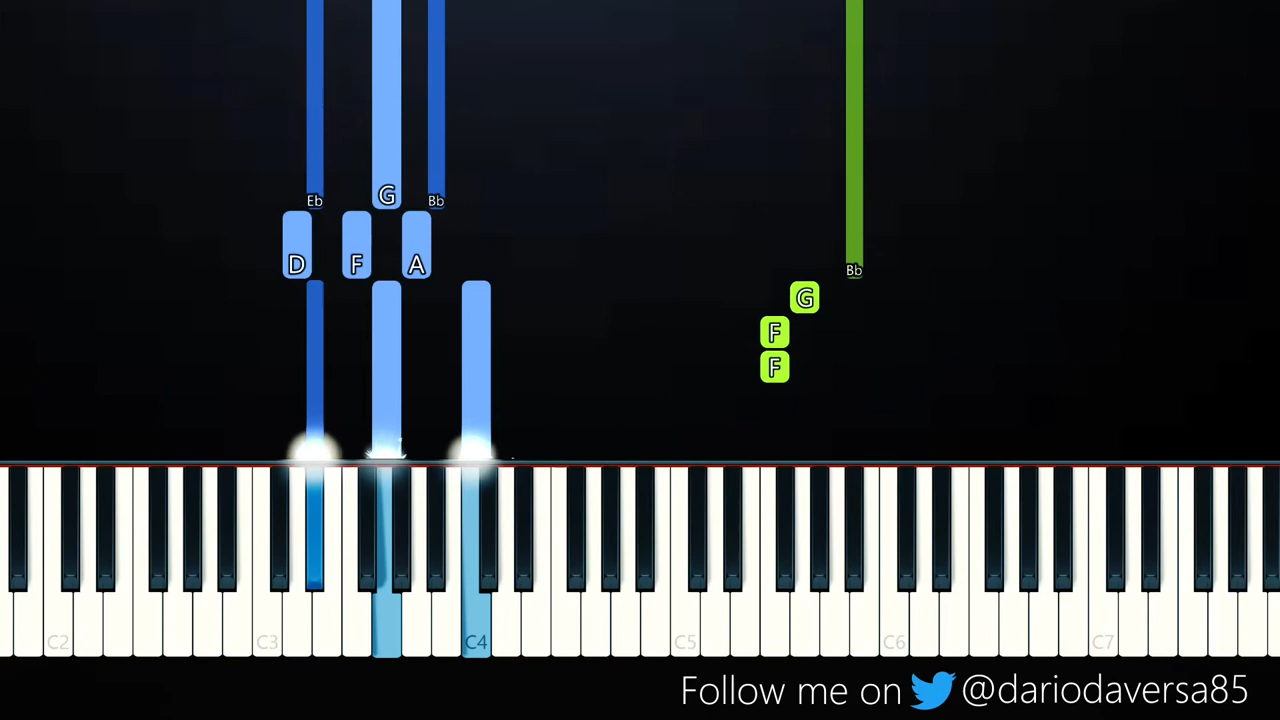 Eb G Bb
D F A
Bb
G
F
F
C2 C3 C4 C5 C6 C7
Follow me on @dariodaversa85